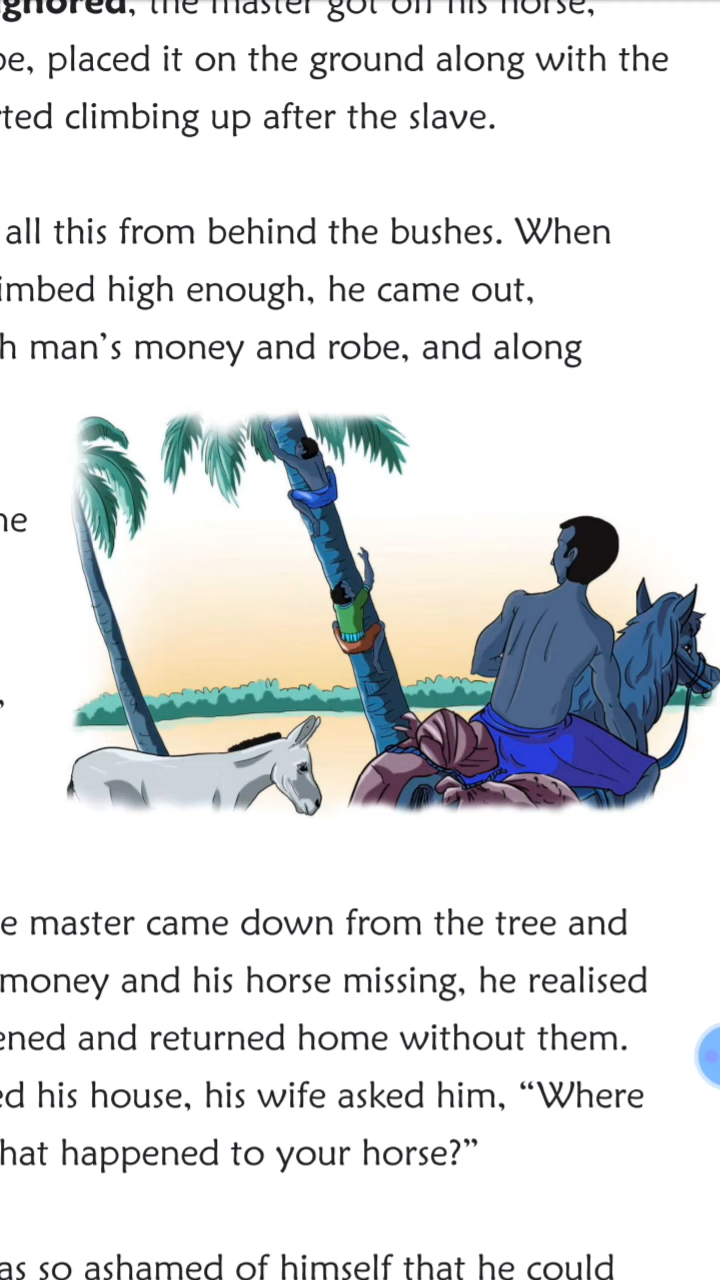 gnored, the master got off his horse,
be, placed it on the ground along with the
rted climbing up after the slave.
all this from behind the bushes. When
imbed high enough, he came out,
h man's money and robe, and along
ne
,
e master came down from the tree and
money and his horse missing, he realised
ened and returned home without them.
ed his house, his wife asked him, “Where
hat happened to your horse?”
as so ashamed of himself that he could